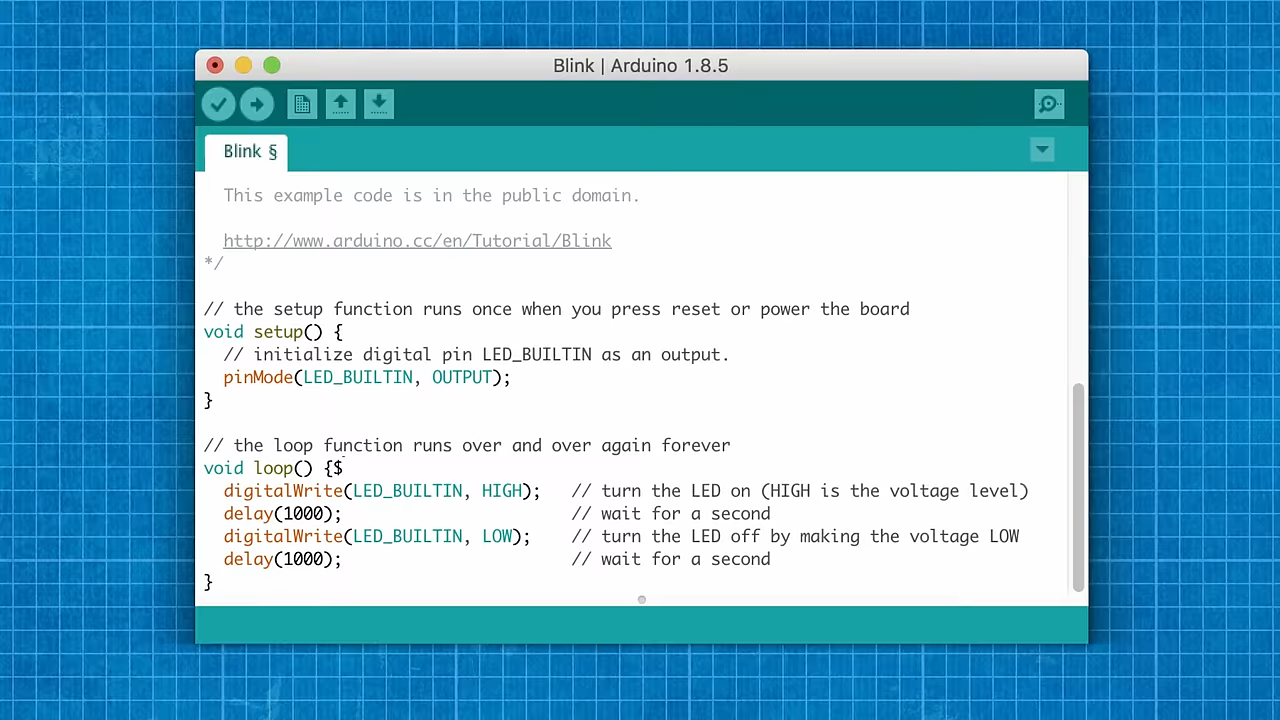 Blink | Arduino 1.8.5
Blink §
This example code is in the public domain.
http://www.arduino.cc/en/Tutorial/Blink
*/
// the setup function runs once when you press reset or power the board
void setup() {
// initialize digital pin LED_BUILTIN as an output.
pinMode(LED_BUILTIN, OUTPUT);
}
// the loop function runs over and over again forever
void loop() {$
digitalWrite(LED_BUILTIN, HIGH);   // turn the LED on (HIGH is the voltage level)
delay(1000);                       // wait for a second
digitalWrite(LED_BUILTIN, LOW);    // turn the LED off by making the voltage LOW
delay(1000);                       // wait for a second
}